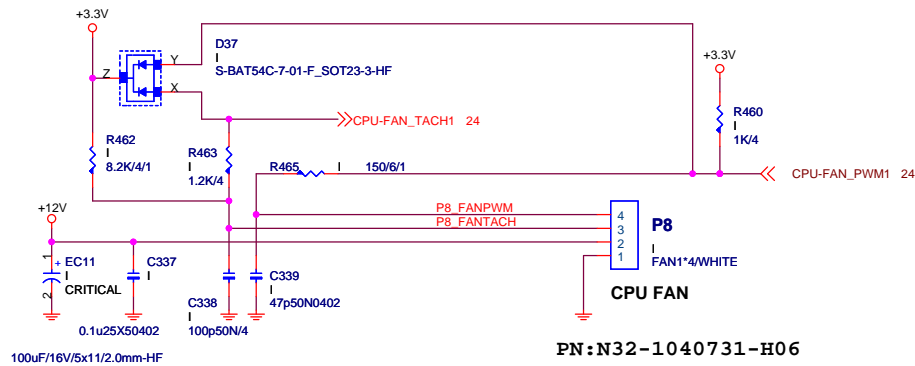 +3.3V
D37
I
S-BAT54C-7-01-F_SOT23-3-HF
Y
Z
X
+3.3V
CPU-FAN_TACH1 24
R460
I
1K/4
R462
I
8.2K/4/1
R463
I
1.2K/4
R465
I
150/6/1
CPU-FAN_PWM1 24
+12V
P8_FANPWM
P8_FANTACH
4
3
2
1
P8
I
FAN1*4/WHITE
CPU FAN
1
+
2
EC11
I
CRITICAL
C337
I
0.1u25X50402
C338
I
100p50N/4
C339
I
47p50N0402
100uF/16V/5x11/2.0mm-HF
PN:N32-1040731-H06